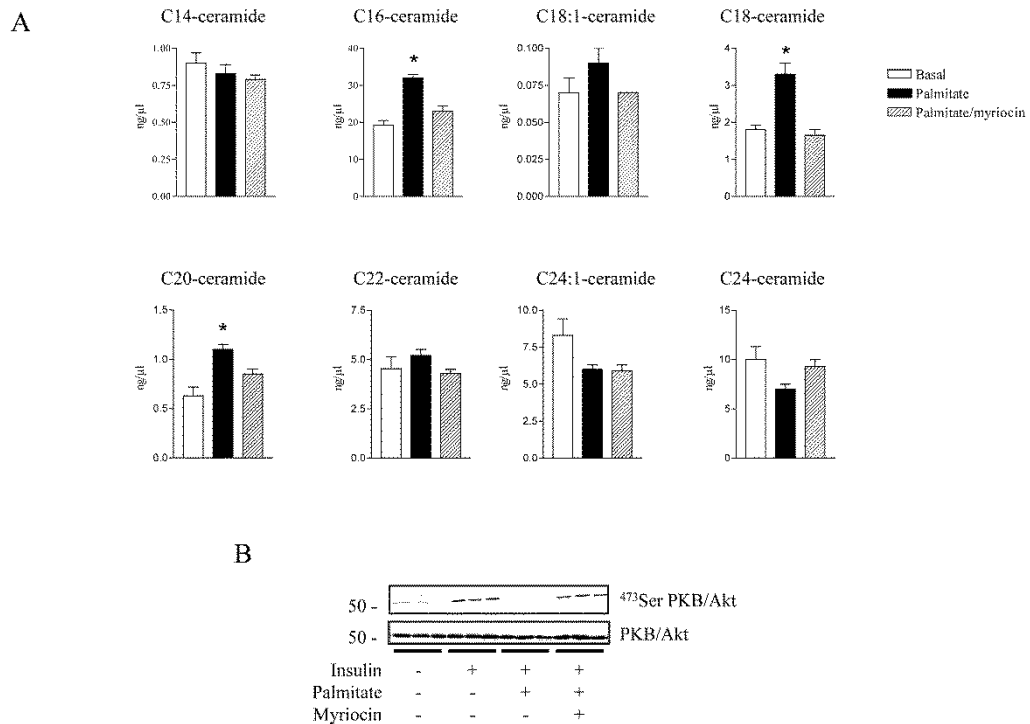 A
C14-ceramide C16-ceramide C18:1-ceramide C18-ceramide
1.00 0.75 0.50 0.25 0.00 ng/µl
* 40 30 20 10 0 ng/µl
0.100 0.075 0.050 0.025 0.000 ng/µl
* 4 3 2 1 0 ng/µl
Basal
Palmitate
Palmitate/myriocin
C20-ceramide C22-ceramide C24:1-ceramide C24-ceramide
* 1.5 1.0 0.5 0.0 ng/µl
7.5 5.0 2.5 0.0 ng/µl
10.0 7.5 5.0 2.5 0.0 ng/µl
15 10 5 0 ng/µl
B
50 - ⁴⁷³Ser PKB/Akt
50 - PKB/Akt
Insulin - + + +
Palmitate - - + +
Myriocin - - - +